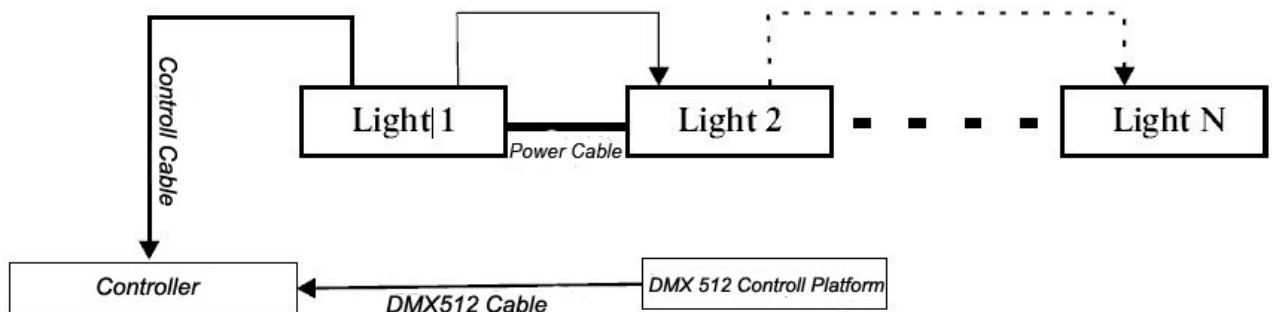 Controll Cable
Light 1
Power Cable
Light 2
Light N
Controller
DMX512 Cable
DMX 512 Controll Platform